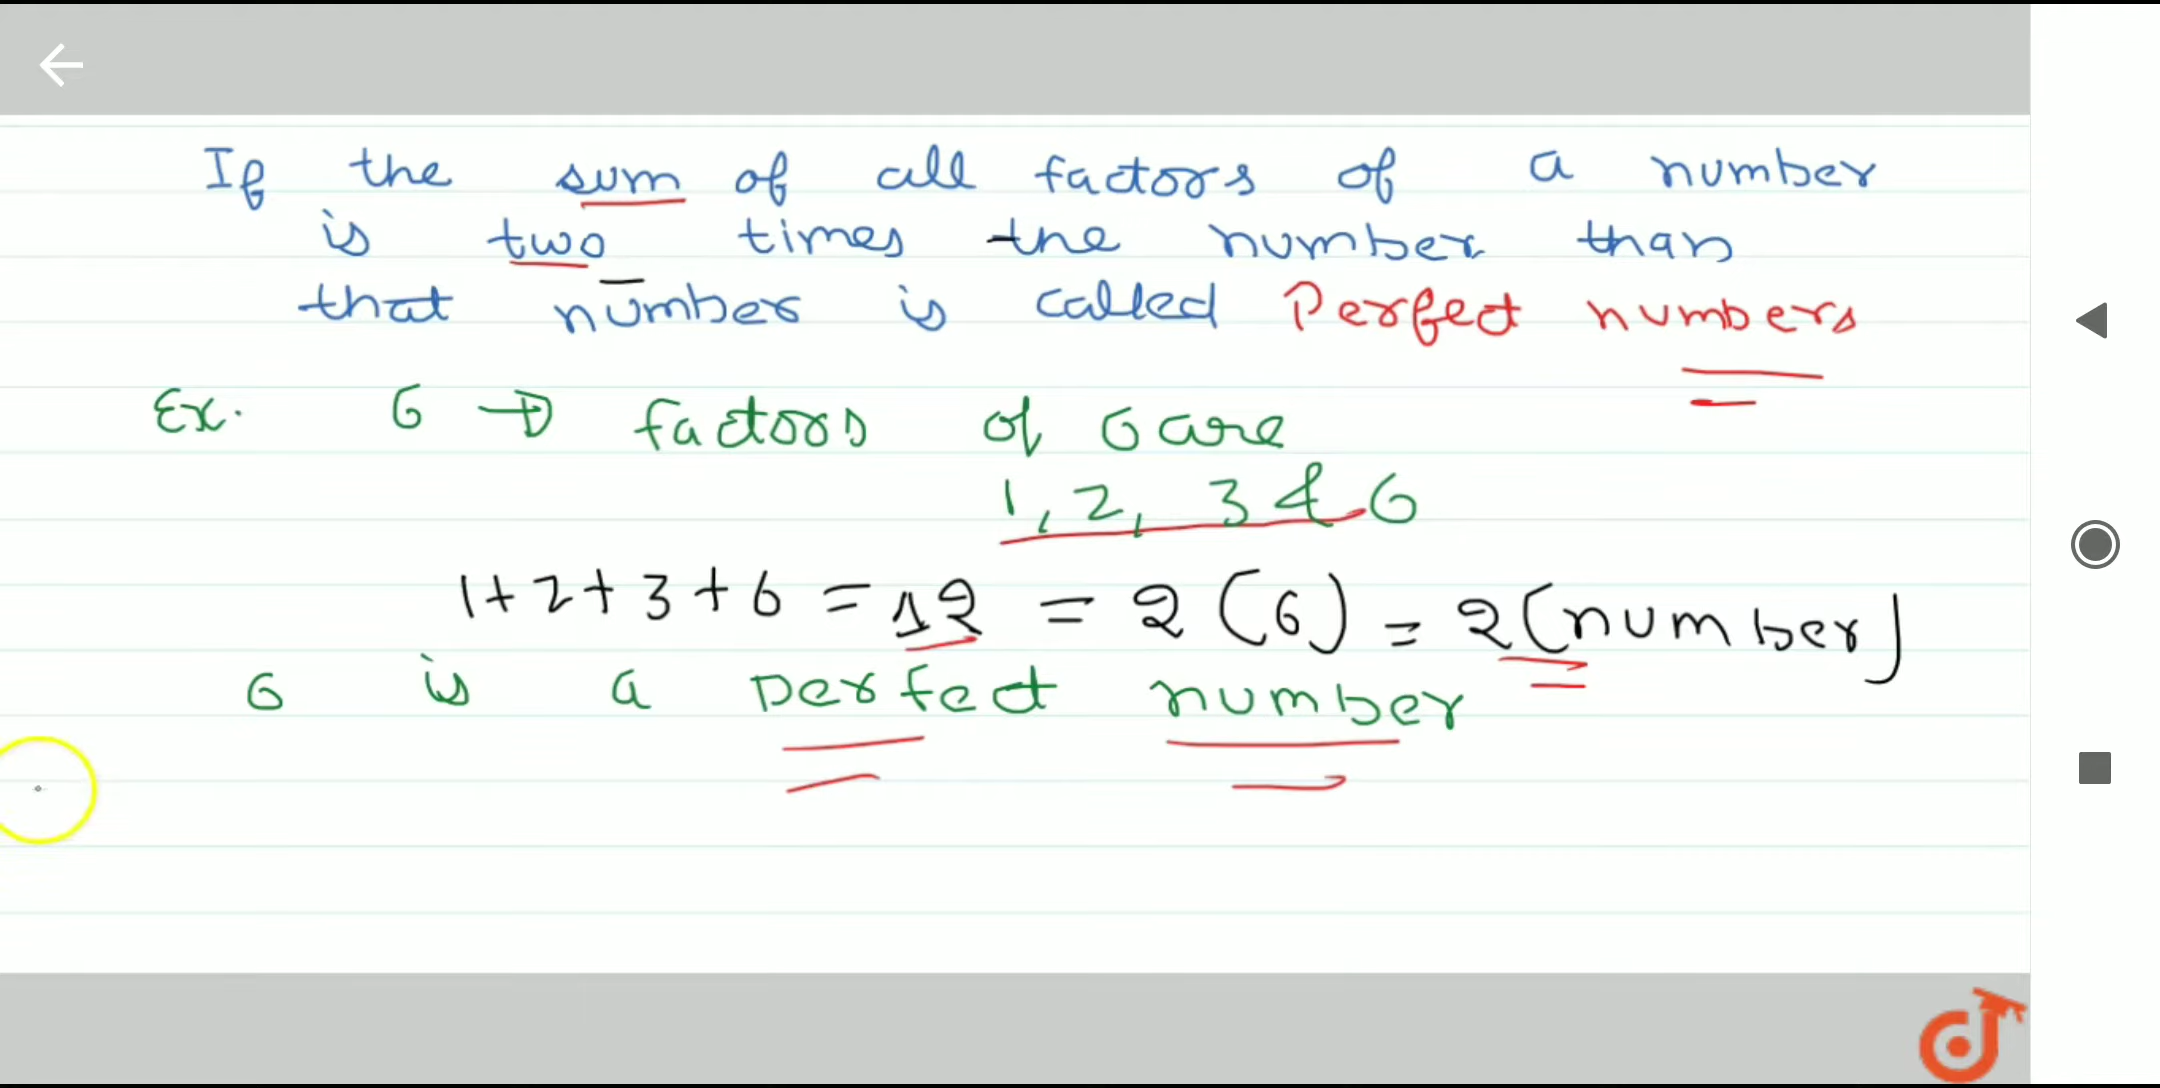 If the sum of all factors of a number
is two times the number than
that number is called Perfect numbers
Ex. 6 → factors of 6 are
1, 2, 3 & 6
1+2+3+6 = 12 = 2(6) = 2(number)
6 is a perfect number